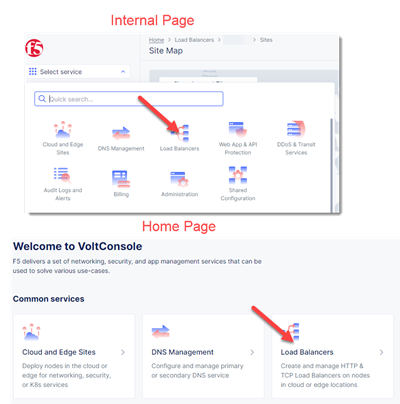 Internal Page
f5
Home > Load Balancers > > Sites
Site Map
Select service
Quick search...
Cloud and Edge
Sites
DNS Management
Load Balancers
Web App & API
Protection
DDoS & Transit
Services
Audit Logs and
Alerts
Billing
Administration
Shared
Configuration
Home Page
Welcome to VoltConsole
F5 delivers a set of networking, security, and app management services that can be
used to solve various use-cases.
Common services
Cloud and Edge Sites
Deploy nodes in the cloud or
edge for networking, security,
or K8s services
DNS Management
Configure and manage primary
or secondary DNS service
Load Balancers
Create and manage HTTP &
TCP Load Balancers on nodes
in cloud or edge locations